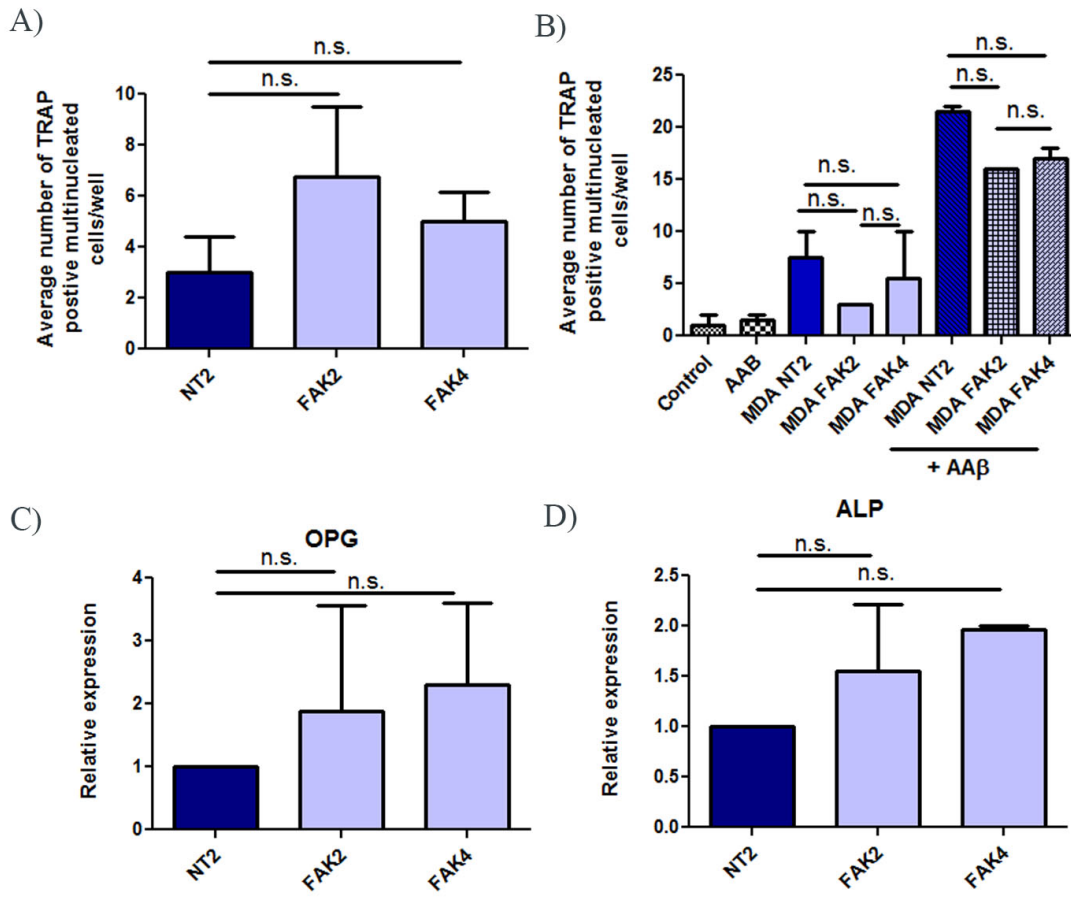 A)
n.s.
n.s.
Average number of TRAP
postive multinucleated
cells/well
10
8
6
4
2
0
NT2
FAK2
FAK4
B)
n.s.
n.s.
n.s.
n.s.
n.s.
n.s.
Average number of TRAP
positive multinucleated
cells/well
25
20
15
10
5
0
Control
AAB
MDA NT2
MDA FAK2
MDA FAK4
MDA NT2
MDA FAK2
MDA FAK4
+ AAβ
C)
OPG
n.s.
n.s.
Relative expression
4
3
2
1
0
NT2
FAK2
FAK4
D)
ALP
n.s.
n.s.
Relative expression
2.5
2.0
1.5
1.0
0.5
0.0
NT2
FAK2
FAK4